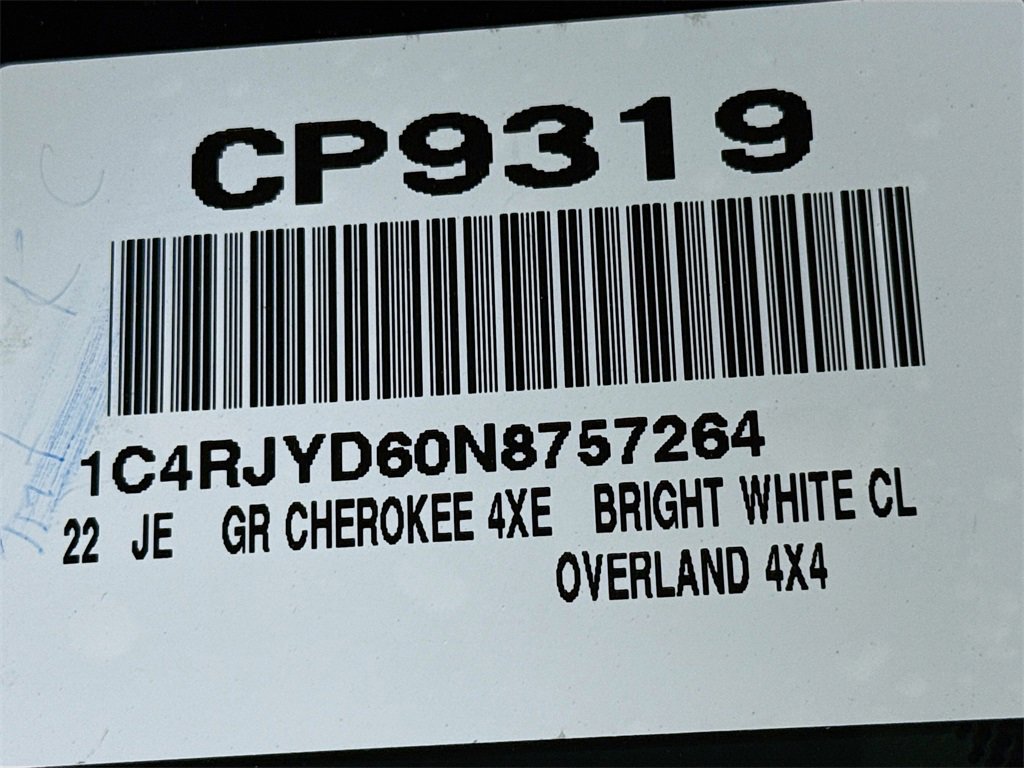 CP9319
1C4RJYD60N8757264
22 JE GR CHEROKEE 4XE BRIGHT WHITE CL
OVERLAND 4X4